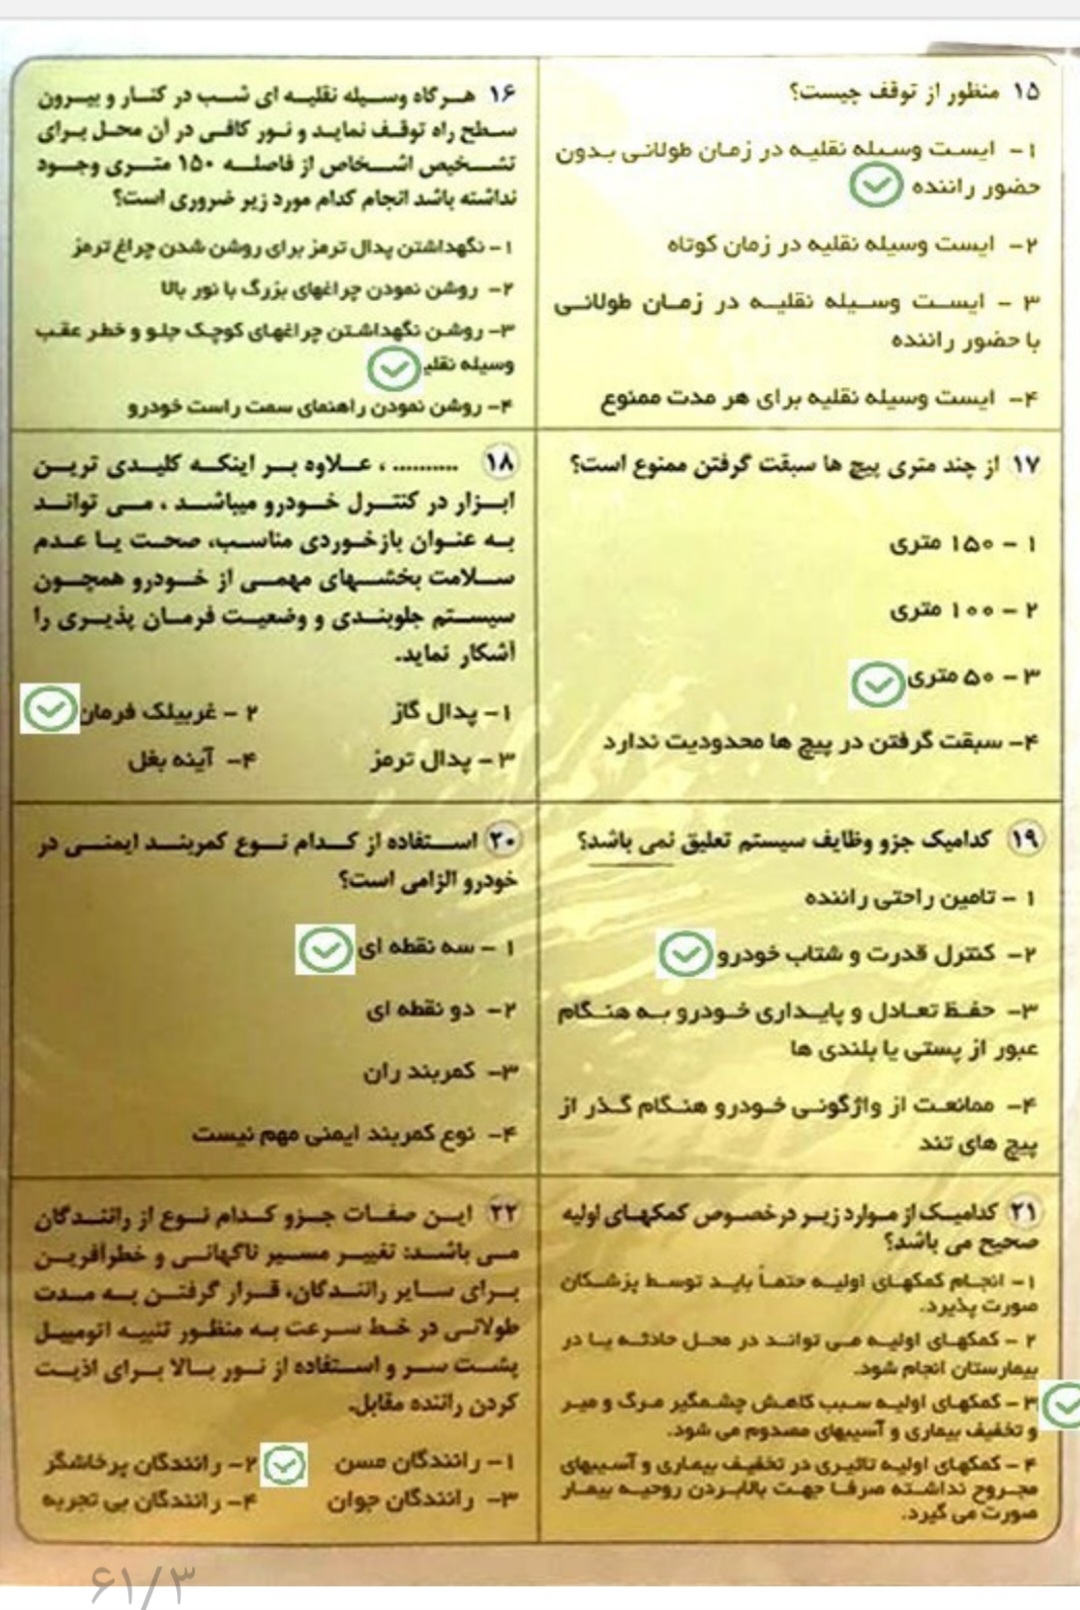 ۱۵ منظور از توقف چیست؟
۱- ایست وسیله نقلیه در زمان طولانی بدون
حضور راننده
۲- ایست وسیله نقلیه در زمان کوتاه
۳ - ایست وسیله نقلیه در زمان طولانی
با حضور راننده
۴- ایست وسیله نقلیه برای هر مدت ممنوع
۱۶ هرگاه وسیله نقلیه ای شب در کنار و بیرون
سطح راه توقف نماید و نور کافی در آن محل برای
تشخیص اشخاص از فاصله ۱۵۰ متری وجود
نداشته باشد انجام کدام مورد زیر ضروری است؟
۱- نگهداشتن پدال ترمز برای روشن شدن چراغ ترمز
۲- روشن نمودن چراغهای بزرگ با نور بالا
۳- روشن نگهداشتن چراغهای کوچک جلو و خطر عقب
وسیله نقلی
۴- روشن نمودن راهنمای سمت راست خودرو
۱۷ از چند متری پیچ ها سبقت گرفتن ممنوع است؟
۱ - ۱۵۰ متری
۲ - ۱۰۰ متری
۳ - ۵۰ متری
۴- سبقت گرفتن در پیچ ها محدودیت ندارد
۱۸ .......... ، علاوه بر اینکه کلیدی ترین
ابزار در کنترل خودرو میباشد ، می تواند
به عنوان بازخوردی مناسب، صحت یا عدم
سلامت بخشهای مهمی از خودرو همچون
سیستم جلوبندی و وضعیت فرمان پذیری را
آشکار نماید.
۱- پدال گاز ۲ - غربیلک فرمان
۳ - پدال ترمز ۴- آینه بغل
۱۹ کدامیک جزو وظایف سیستم تعلیق نمی باشد؟
۱ - تامین راحتی راننده
۲- کنترل قدرت و شتاب خودرو
۳- حفظ تعادل و پایداری خودرو به هنگام
عبور از پستی یا بلندی ها
۴- ممانعت از واژگونی خودرو هنگام گذر از
پیچ های تند
۲۰ استفاده از کدام نوع کمربند ایمنی در
خودرو الزامی است؟
۱ - سه نقطه ای
۲- دو نقطه ای
۳- کمربند ران
۴- نوع کمربند ایمنی مهم نیست
۲۱ کدامیک از موارد زیر درخصوص کمکهای اولیه
صحیح می باشد؟
۱- انجام کمکهای اولیه حتماً باید توسط پزشکان
صورت پذیرد.
۲ - کمکهای اولیه می تواند در محل حادثه یا در
بیمارستان انجام شود.
۳- کمکهای اولیه سبب کاهش چشمگیر مرگ و میر
و تخفیف بیماری و آسیبهای مصدوم می شود.
۴- کمکهای اولیه تاثیری در تخفیف بیماری و آسیبهای
مجروح نداشته صرفا جهت بالابردن روحیه بیمار
صورت می گیرد.
۲۲ این صفات جزو کدام نوع از رانندگان
می باشد: تغییر مسیر ناگهانی و خطرآفرین
برای سایر رانندگان، قرار گرفتن به مدت
طولانی در خط سرعت به منظور تنبیه اتومبیل
پشت سر و استفاده از نور بالا برای اذیت
کردن راننده مقابل.
۱- رانندگان مسن ۲- رانندگان پرخاشگر
۳- رانندگان جوان ۴- رانندگان بی تجربه
۶۱/۳